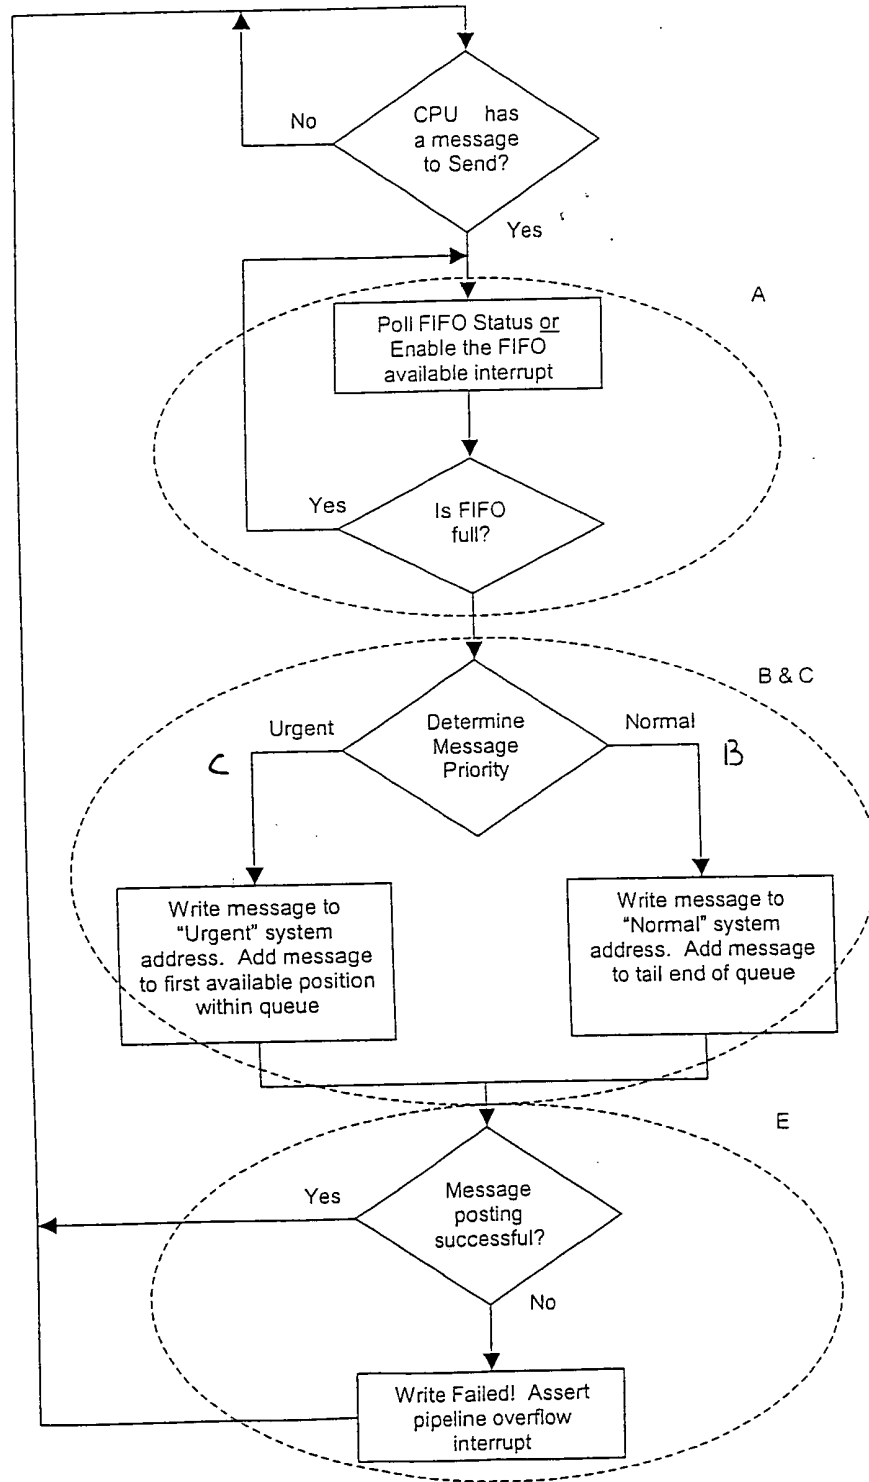 No
CPU has
a message
to Send?
Yes
A
Poll FIFO Status or
Enable the FIFO
available interrupt
Yes
Is FIFO
full?
B & C
Urgent
Determine
Message
Priority
Normal
C
B
Write message to
“Urgent” system
address. Add message
to first available position
within queue
Write message to
“Normal” system
address. Add message
to tail end of queue
E
Yes
Message
posting
successful?
No
Write Failed! Assert
pipeline overflow
interrupt